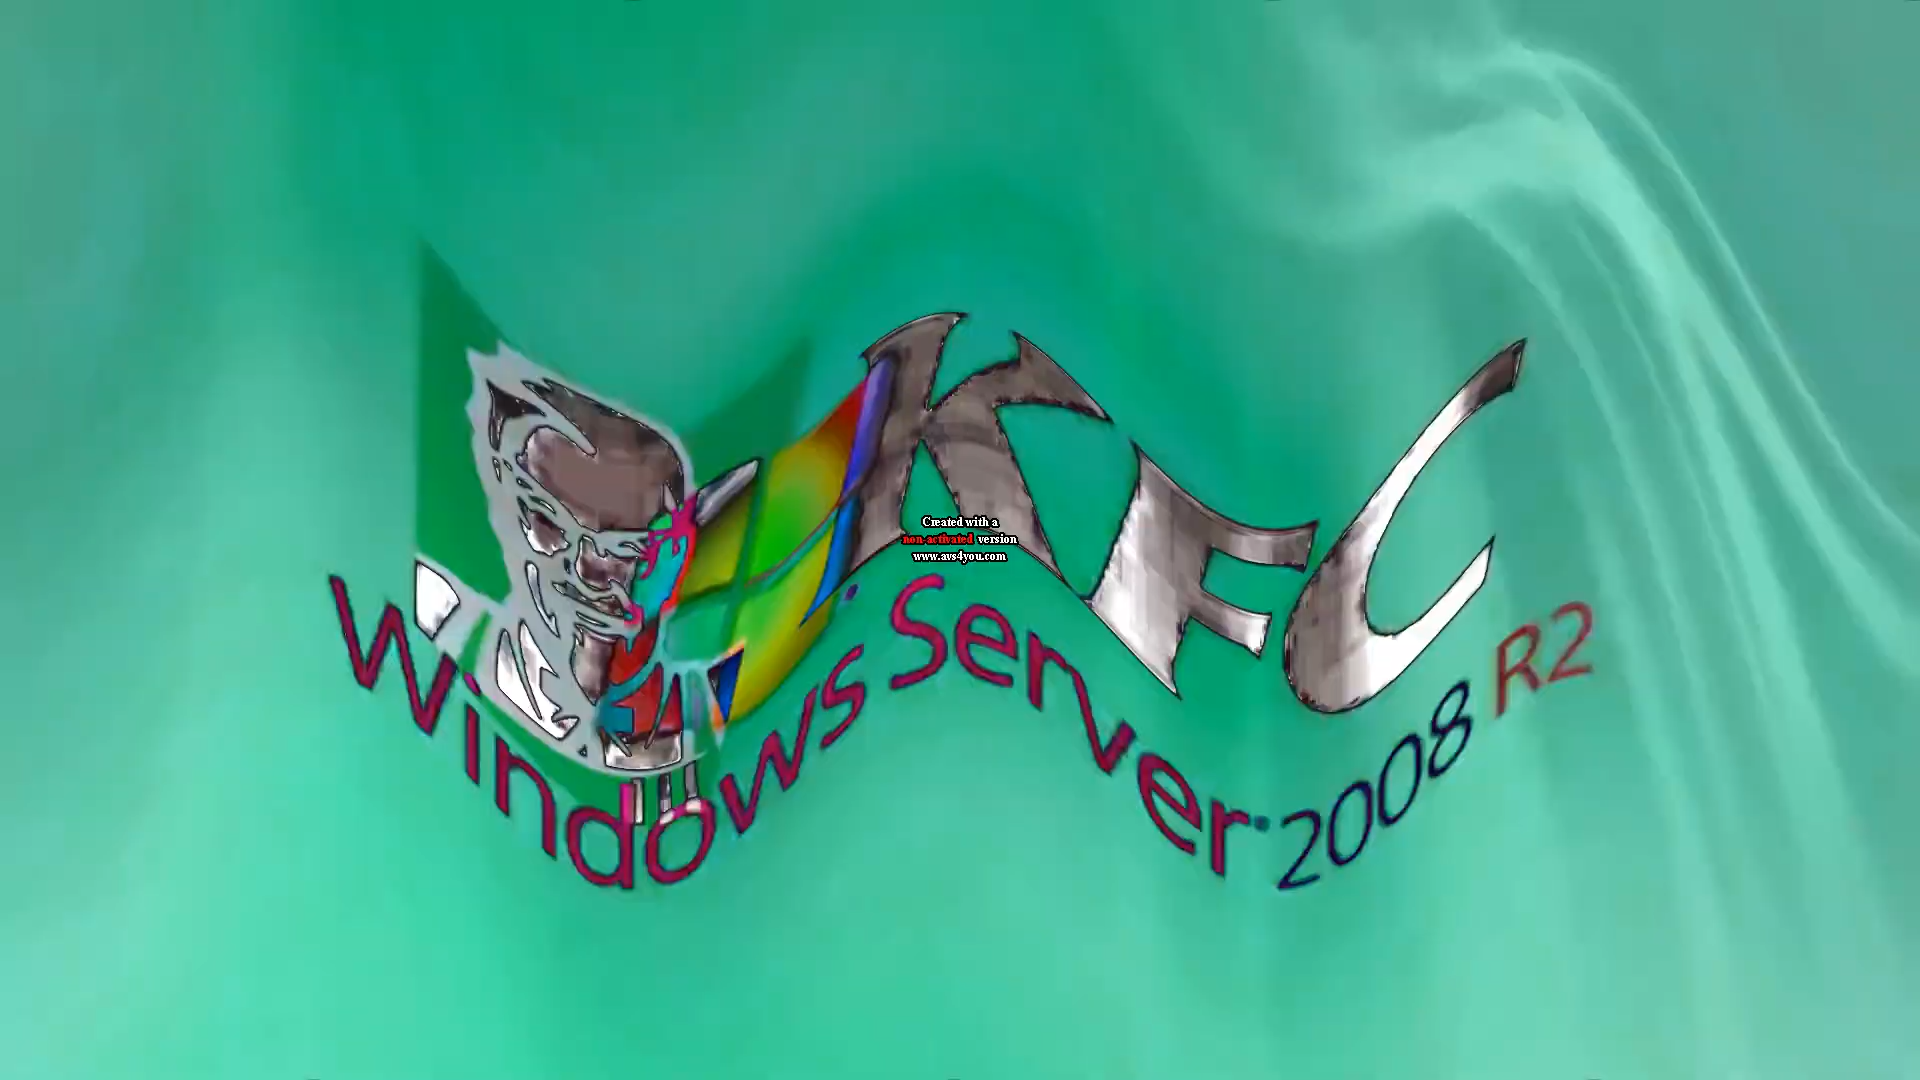 KFC
Created with a
non-activated version
www.avs4you.com
Windows Server 2008 R2